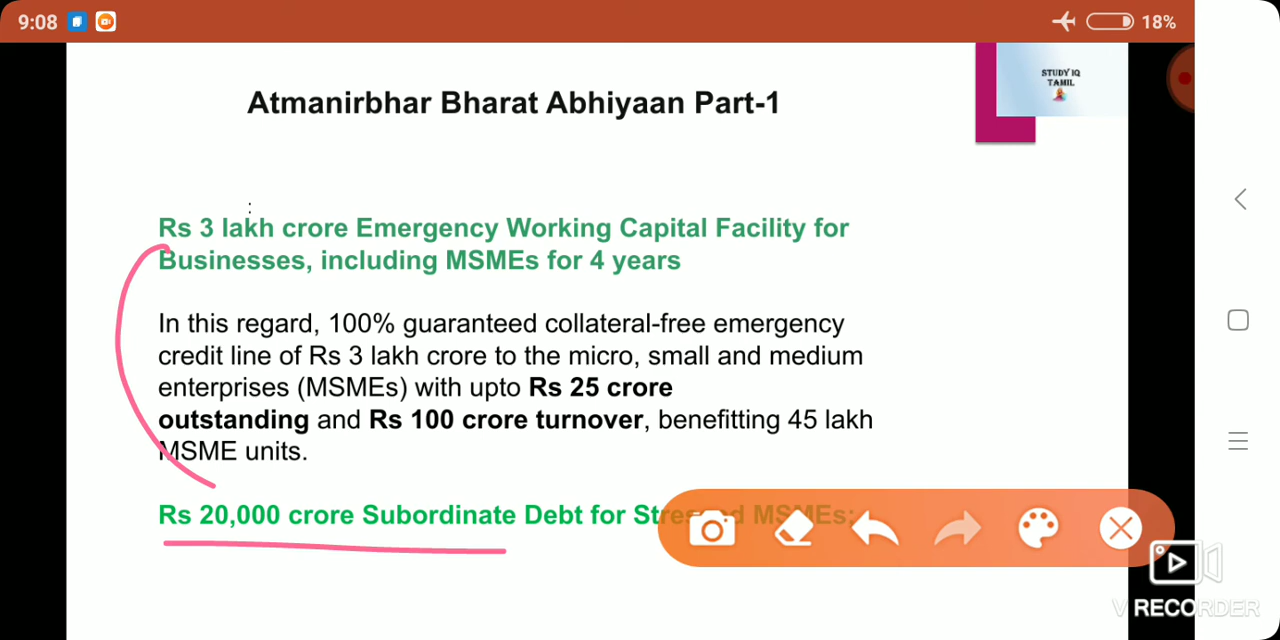 9:08
18%
STUDY IQ
TAMIL
Atmanirbhar Bharat Abhiyaan Part-1
:
Rs 3 lakh crore Emergency Working Capital Facility for
Businesses, including MSMEs for 4 years
In this regard, 100% guaranteed collateral-free emergency
credit line of Rs 3 lakh crore to the micro, small and medium
enterprises (MSMEs) with upto Rs 25 crore
outstanding and Rs 100 crore turnover, benefitting 45 lakh
MSME units.
Rs 20,000 crore Subordinate Debt for Stressed MSMEs;
V RECORDER